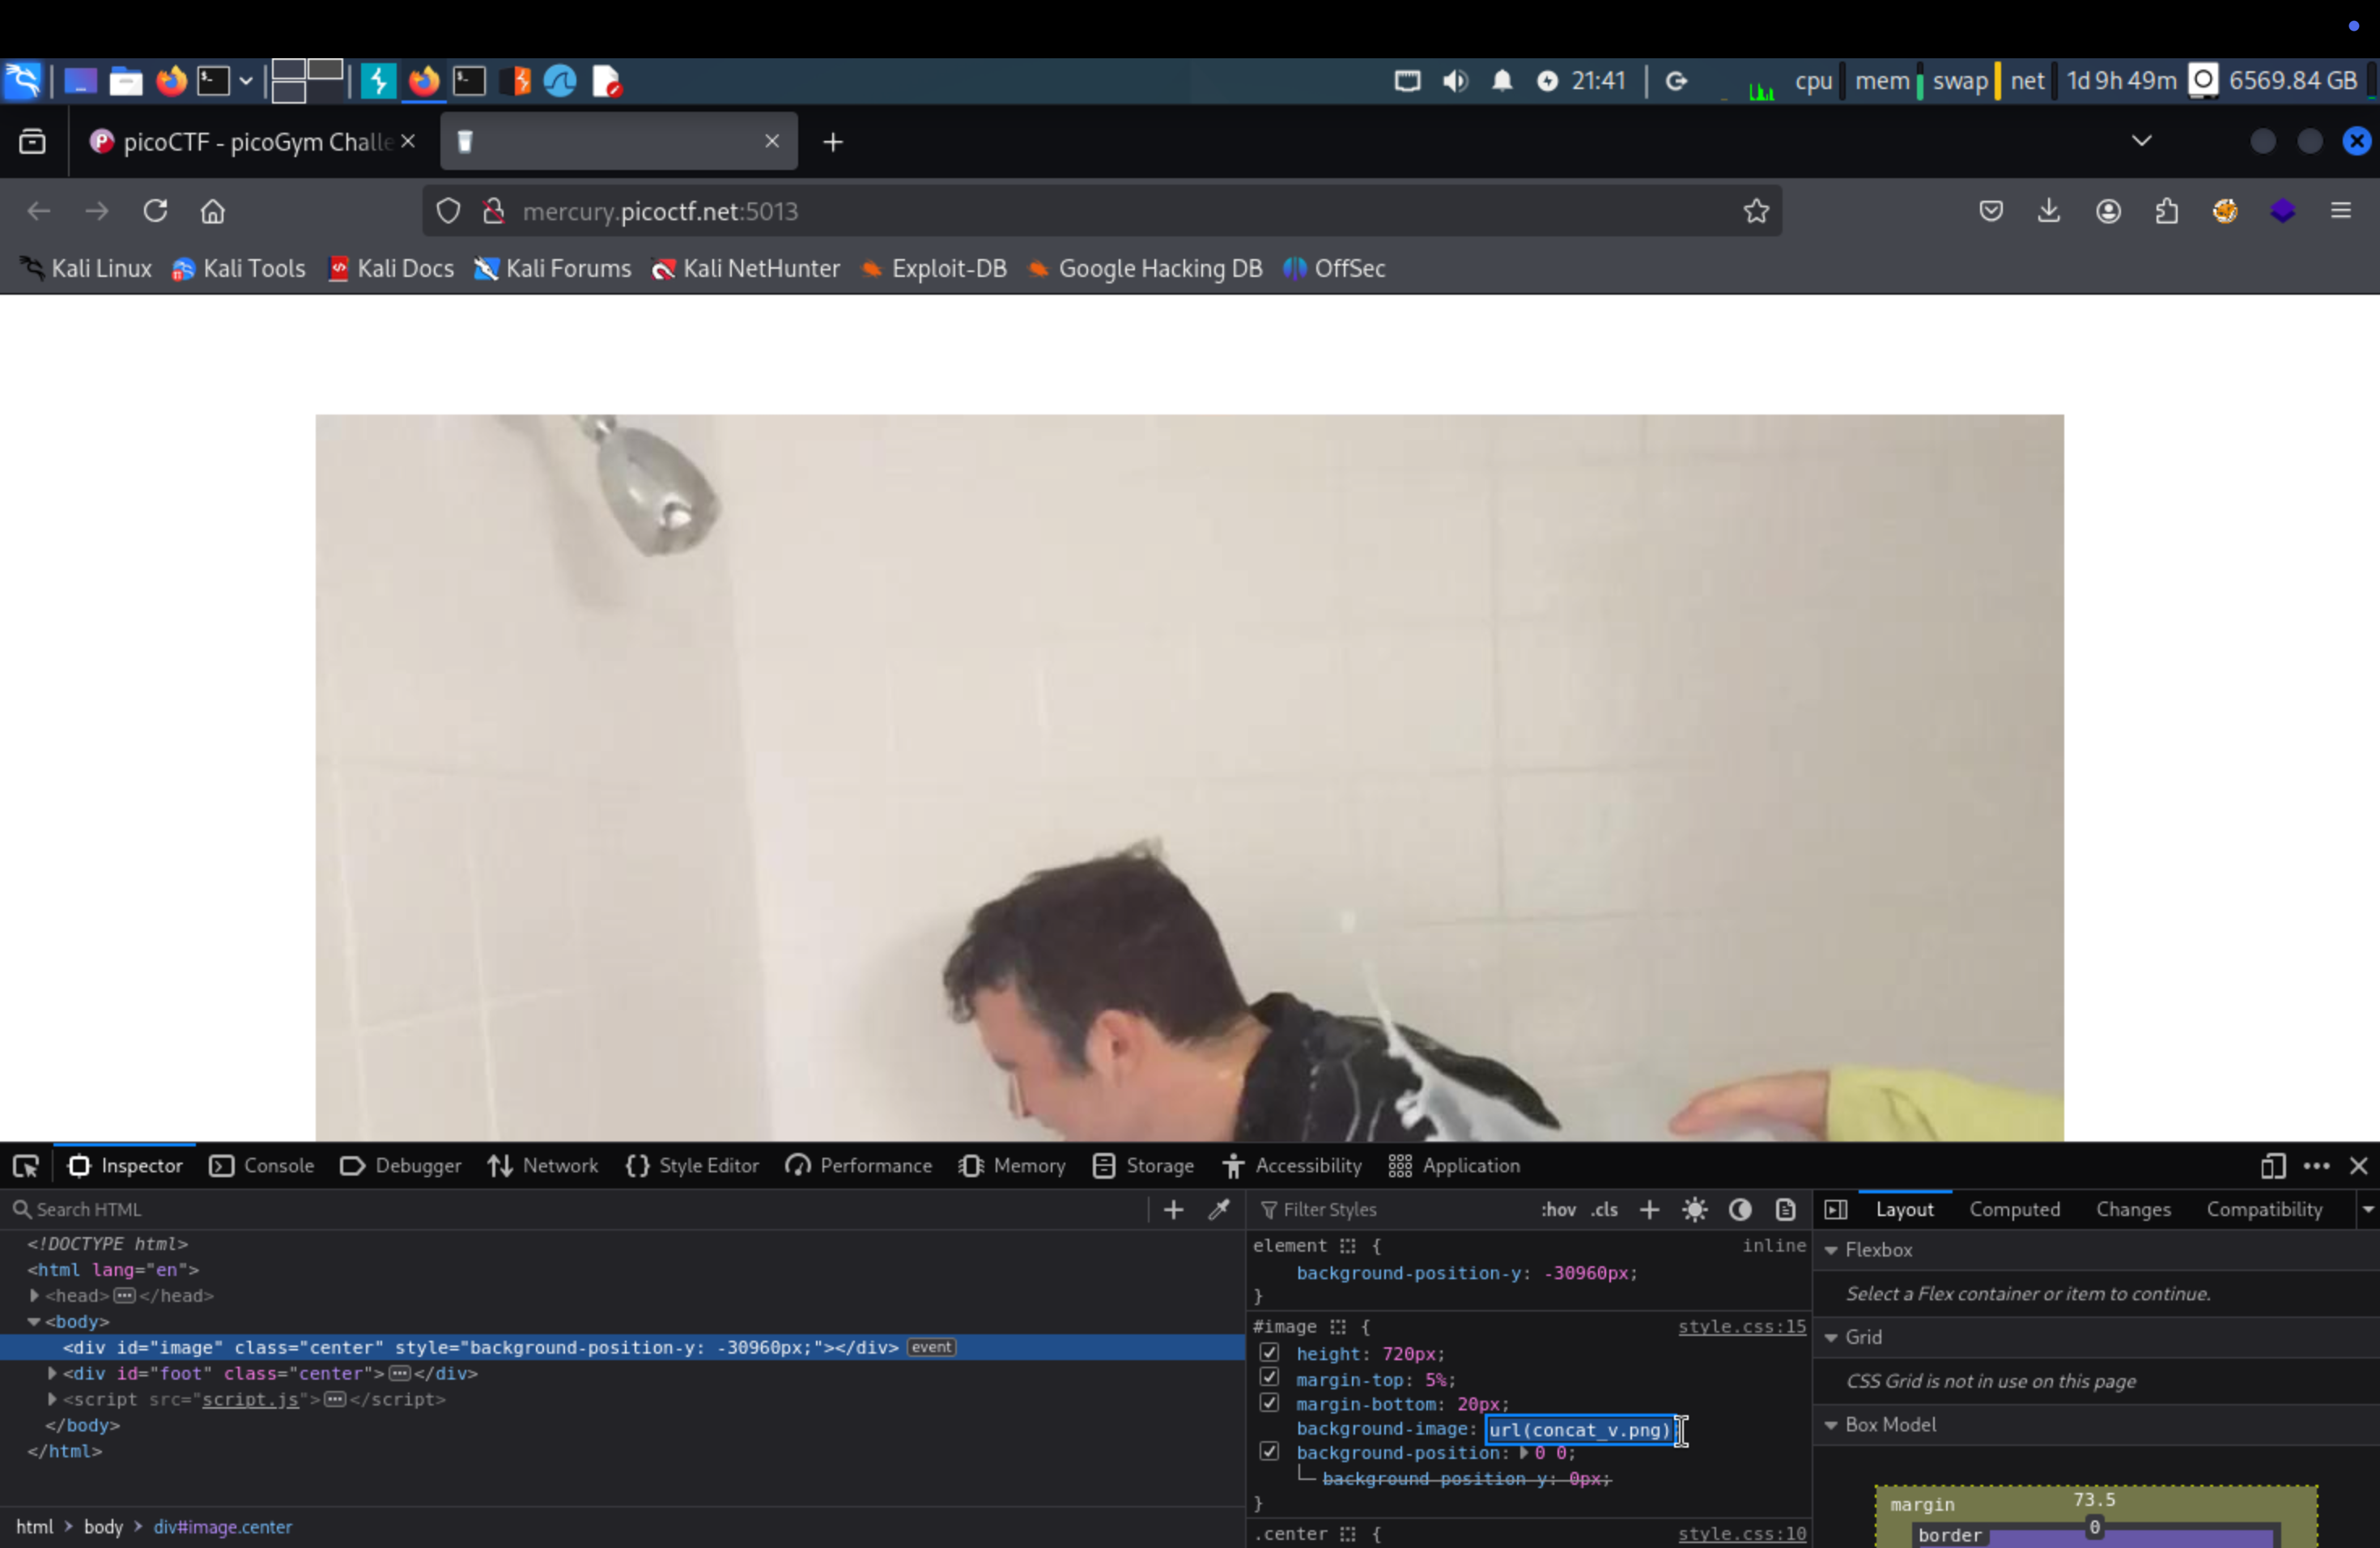 21:41
cpu
mem
swap
net
1d 9h 49m
6569.84 GB
picoCTF - picoGym Challe
mercury.picoctf.net:5013
Kali Linux
Kali Tools
Kali Docs
Kali Forums
Kali NetHunter
Exploit-DB
Google Hacking DB
OffSec
Inspector
Console
Debugger
Network
Style Editor
Performance
Memory
Storage
Accessibility
Application
Search HTML
<!DOCTYPE html>
<html lang="en">
<head></head>
<body>
<div id="image" class="center" style="background-position-y: -30960px;"></div> event
<div id="foot" class="center"></div>
<script src="script.js"></script>
</body>
</html>
html > body > div#image.center
Filter Styles
:hov .cls
element { inline
background-position-y: -30960px;
}
#image { style.css:15
height: 720px;
margin-top: 5%;
margin-bottom: 20px;
background-image: url(concat_v.png)
background-position: 0 0;
background-position-y: 0px;
}
.center { style.css:10
Layout
Computed
Changes
Compatibility
Flexbox
Select a Flex container or item to continue.
Grid
CSS Grid is not in use on this page
Box Model
margin 73.5
border 0